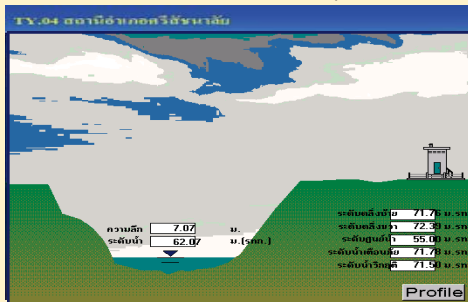 TY.04 สถานีอำเภอศรีสัชนาลัย
ความลึก 7.07 ม.
ระดับน้ำ 62.07 ม.(รทก.)
ระดับตลิ่งซ้าย 71.76 ม.รท
ระดับตลิ่งขวา 72.39 ม.รท
ระดับศูนย์น้ำ 55.00 ม.รท
ระดับน้ำเตือนภัย 71.78 ม.รท
ระดับน้ำวิกฤติ 71.50 ม.รท
Profile